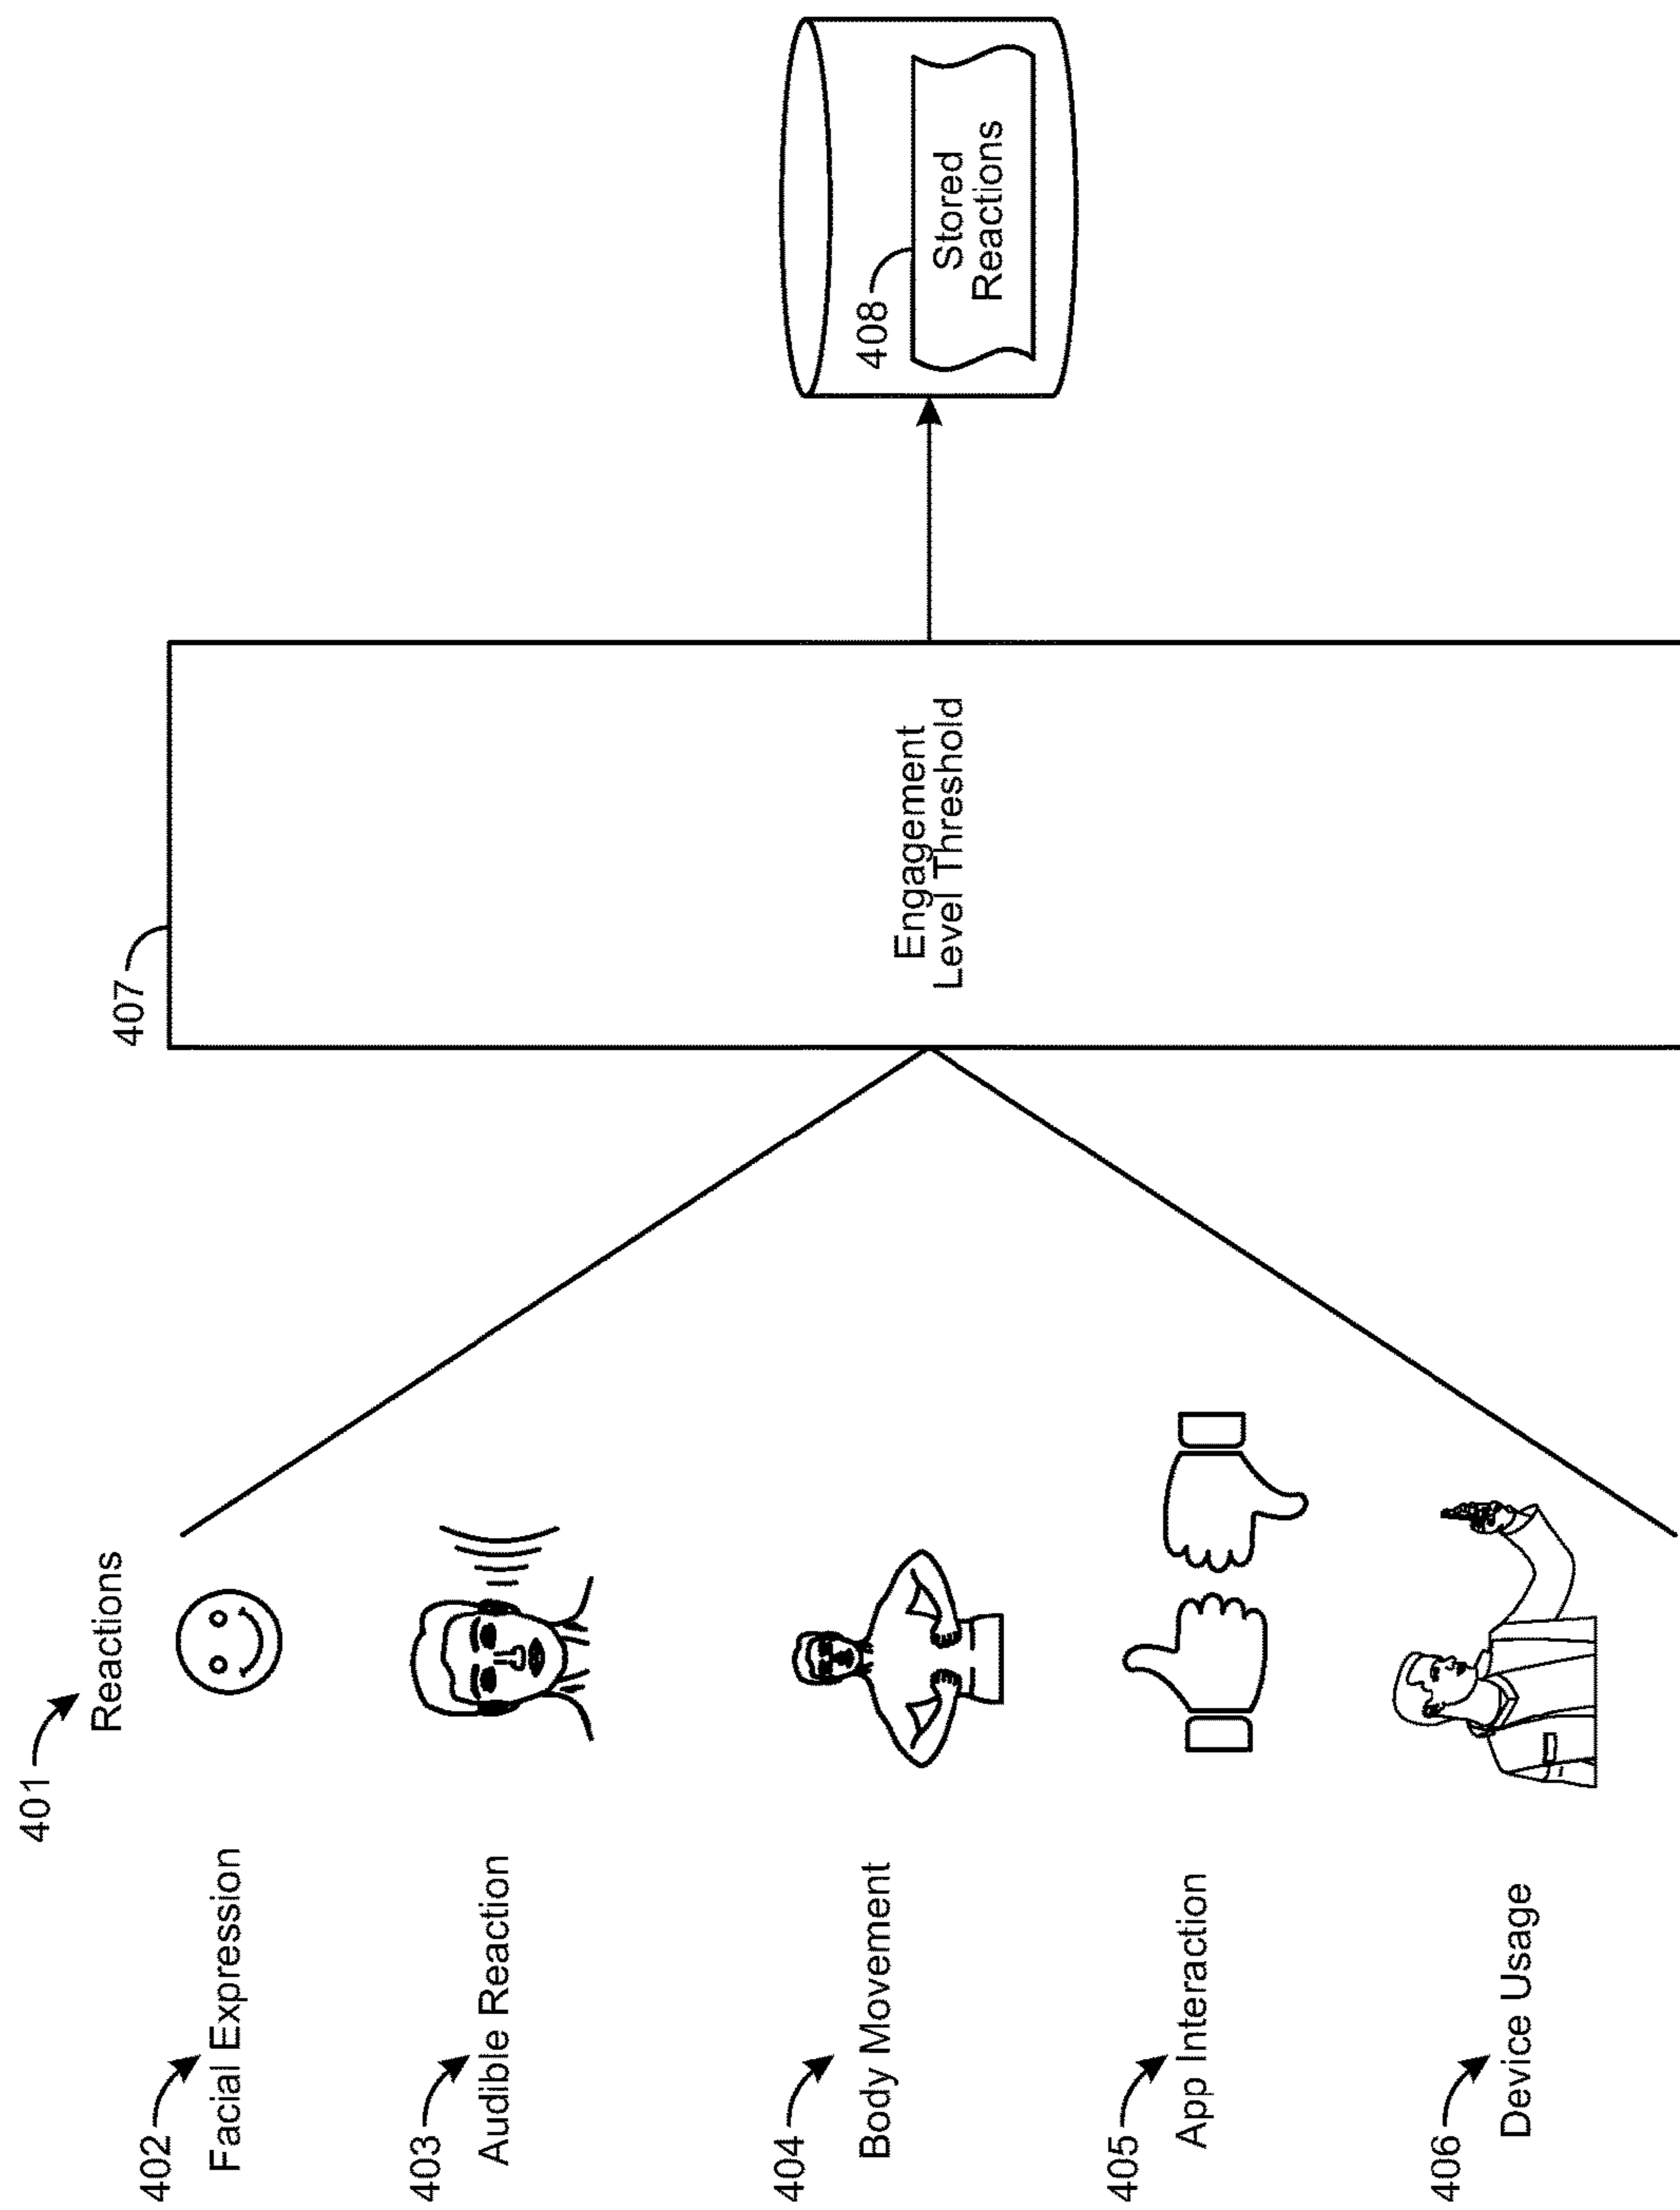 401
Reactions
402
Facial Expression
403
Audible Reaction
404
Body Movement
405
App Interaction
406
Device Usage
407
Engagement
Level Threshold
408
Stored
Reactions